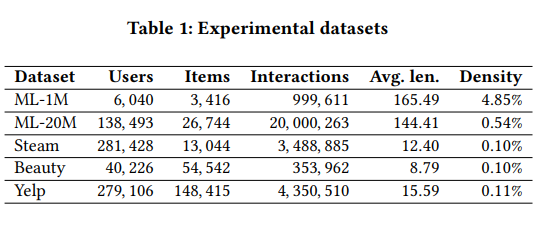 Table 1: Experimental datasets
Dataset Users Items Interactions Avg. len. Density
ML-1M 6, 040 3, 416 999, 611 165.49 4.85%
ML-20M 138, 493 26, 744 20, 000, 263 144.41 0.54%
Steam 281, 428 13, 044 3, 488, 885 12.40 0.10%
Beauty 40, 226 54, 542 353, 962 8.79 0.10%
Yelp 279, 106 148, 415 4, 350, 510 15.59 0.11%